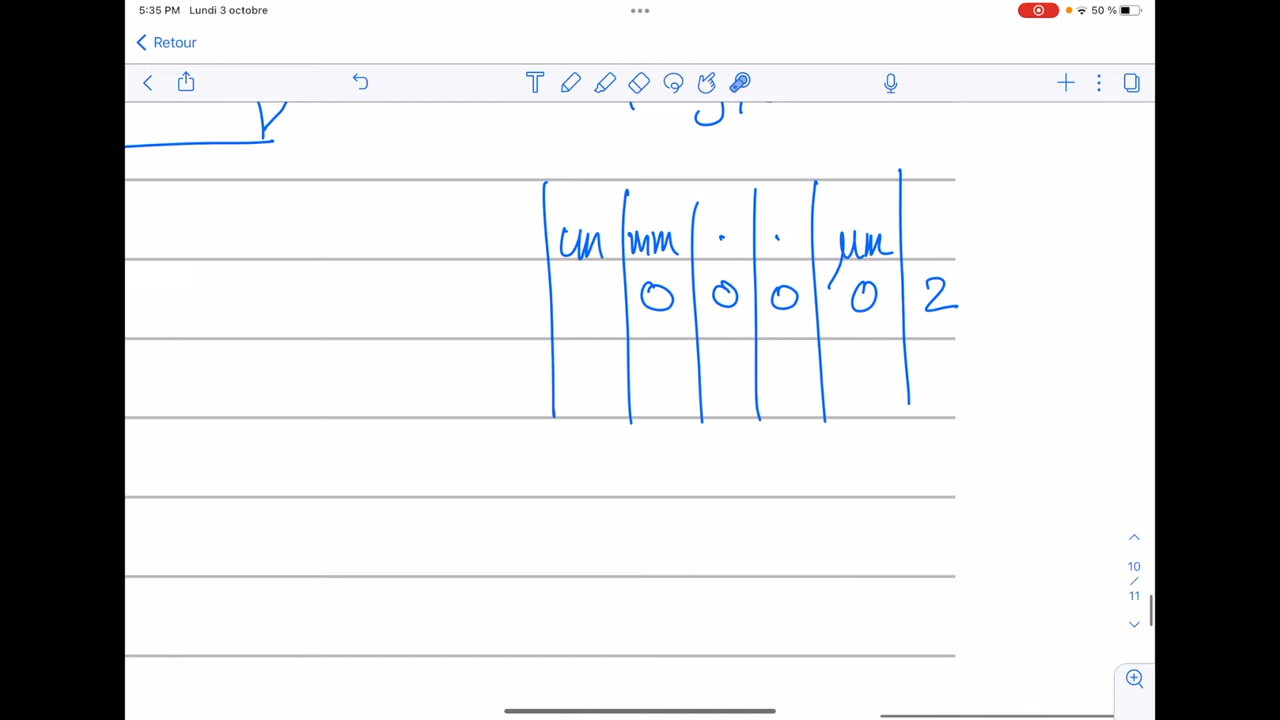 5:35 PM Lundi 3 octobre
50 %
Retour
cm mm . . µm
0 0 0 0 2
10
/
11